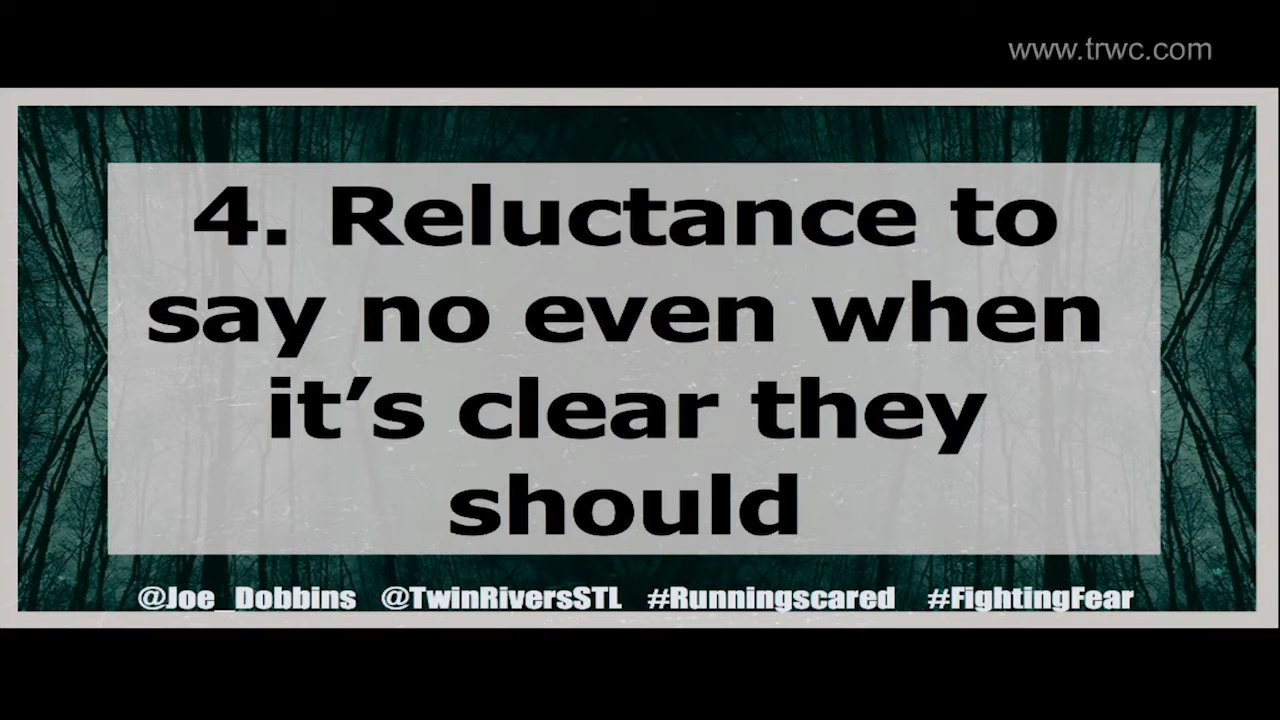 www.trwc.com
4. Reluctance to
say no even when
it’s clear they
should
@Joe_Dobbins @TwinRiversSTL #Runningscared #FightingFear